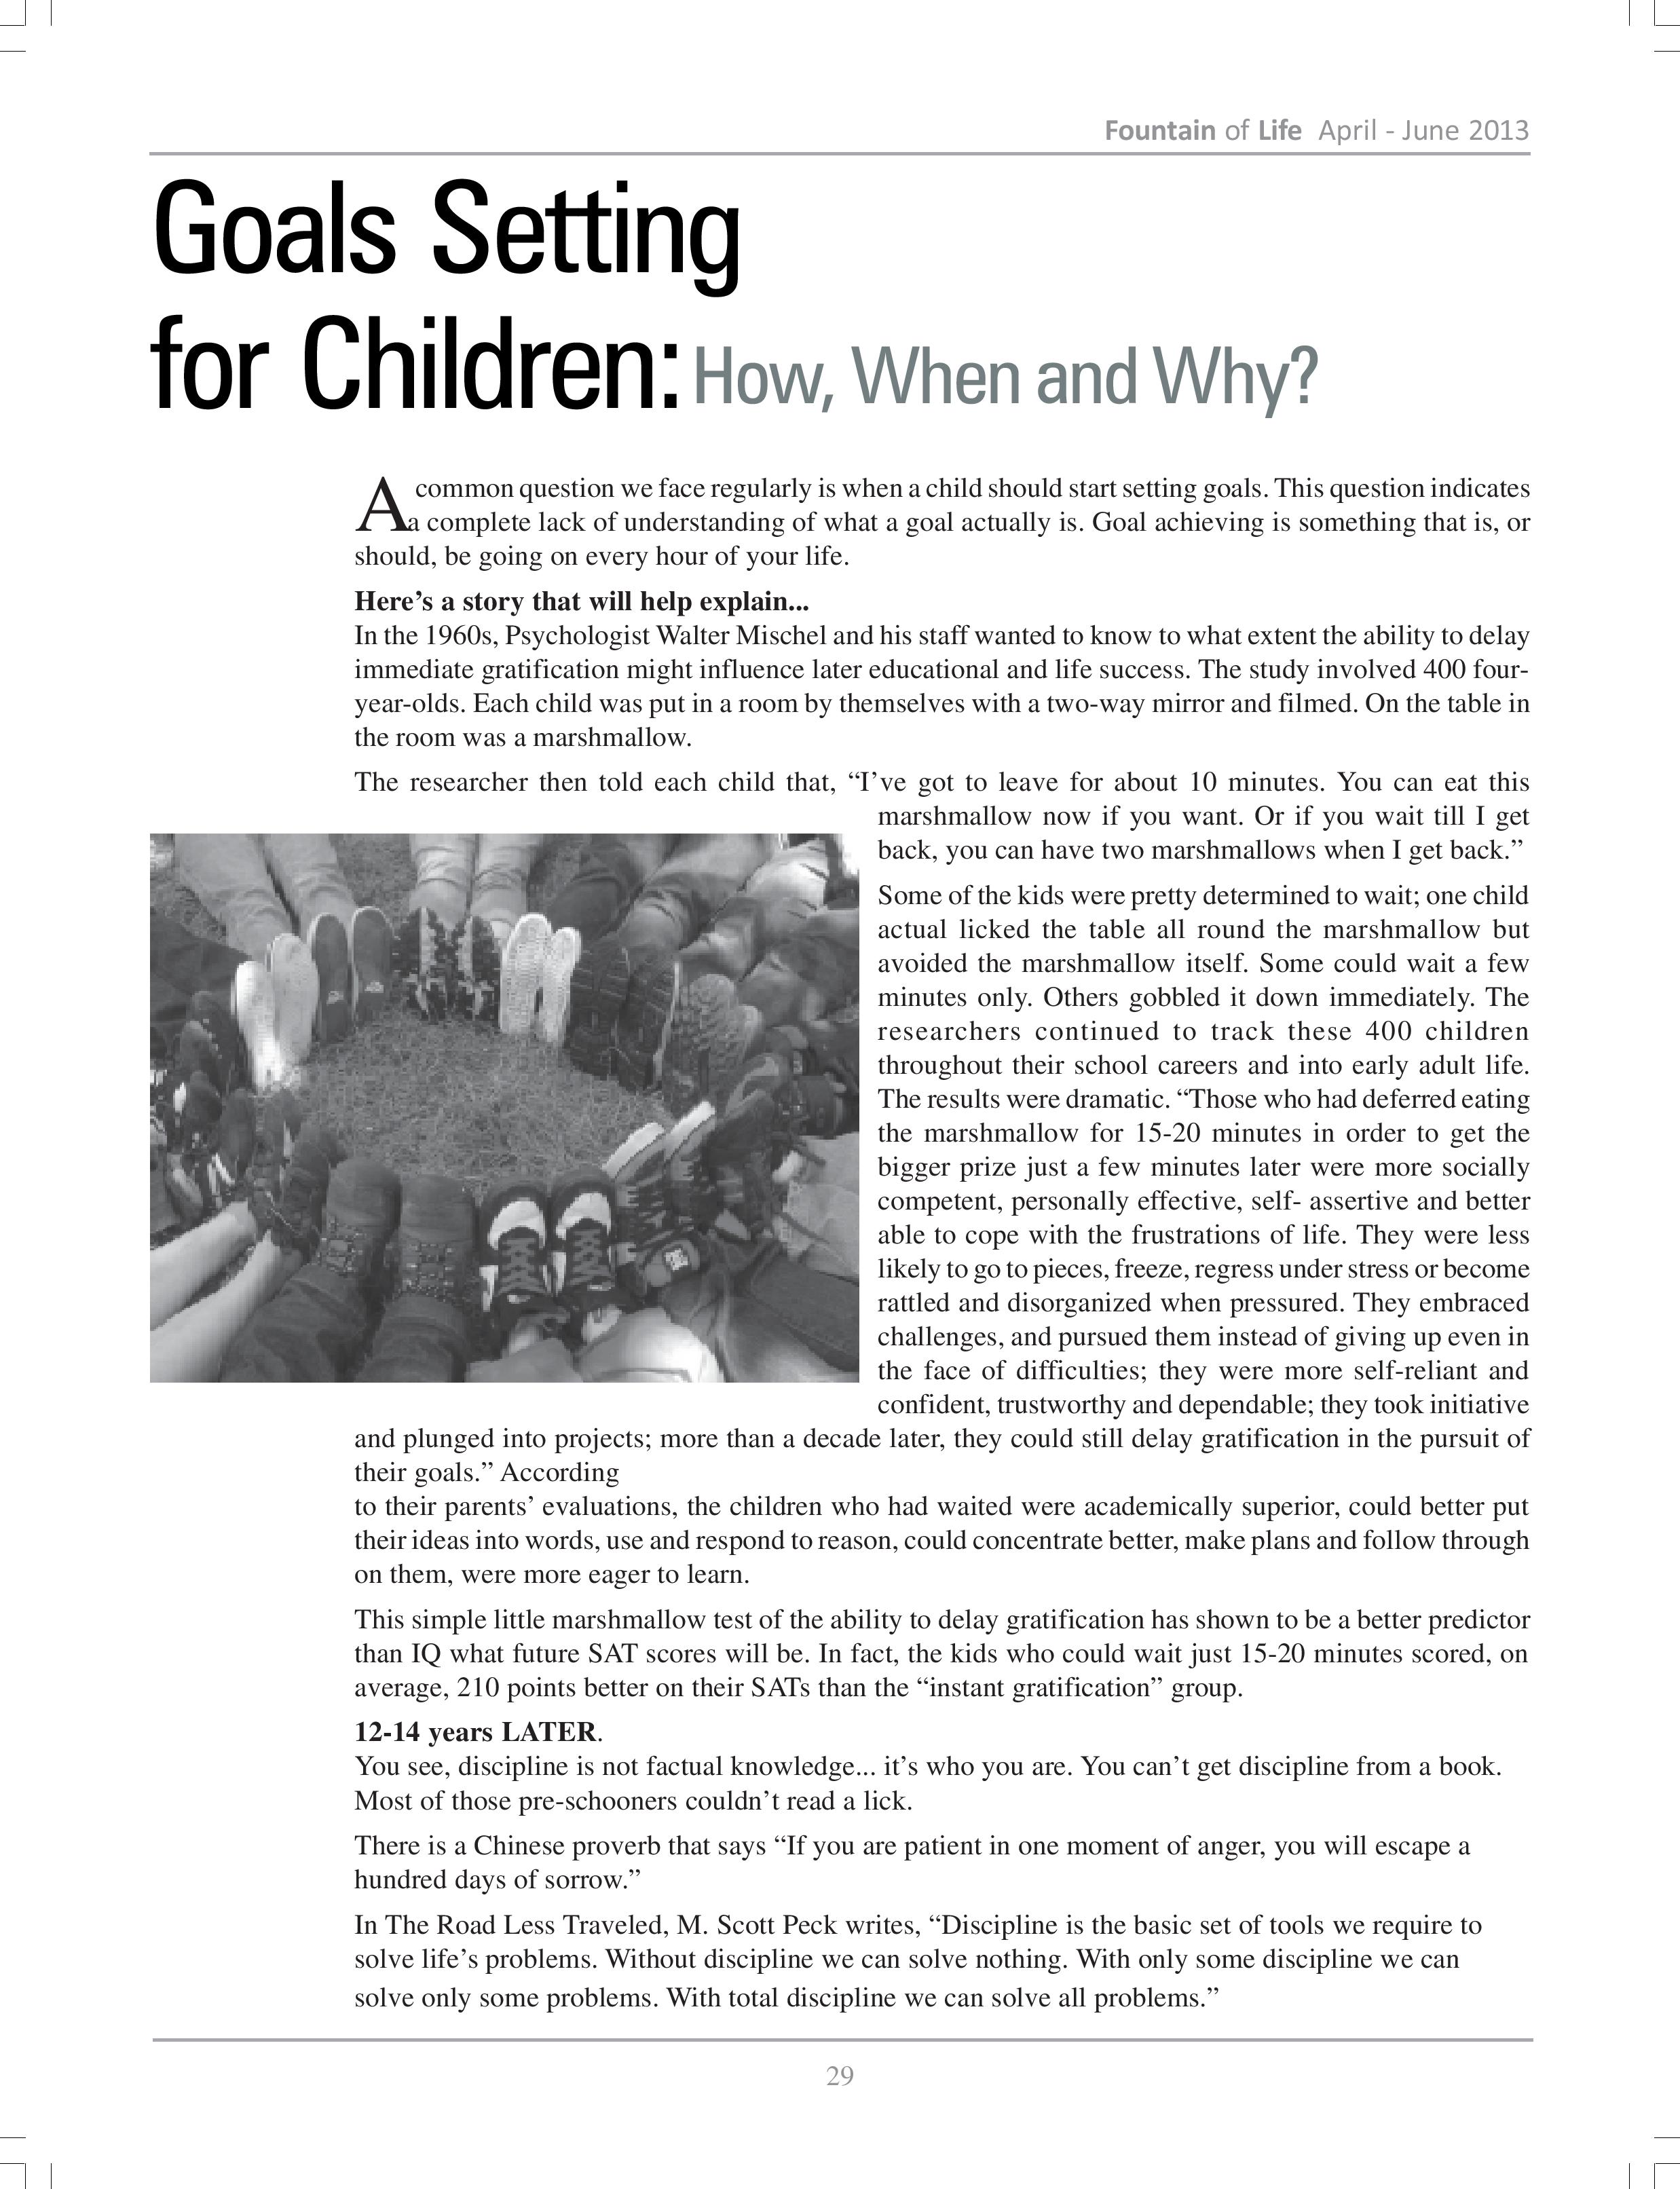 Fountain of Life April - June 2013
Goals Setting
for Children: How, When and Why?
A common question we face regularly is when a child should start setting goals. This question indicates
a complete lack of understanding of what a goal actually is. Goal achieving is something that is, or
should, be going on every hour of your life.
Here’s a story that will help explain...
In the 1960s, Psychologist Walter Mischel and his staff wanted to know to what extent the ability to delay
immediate gratification might influence later educational and life success. The study involved 400 four-
year-olds. Each child was put in a room by themselves with a two-way mirror and filmed. On the table in
the room was a marshmallow.
The researcher then told each child that, “I’ve got to leave for about 10 minutes. You can eat this
marshmallow now if you want. Or if you wait till I get
back, you can have two marshmallows when I get back.”
Some of the kids were pretty determined to wait; one child
actual licked the table all round the marshmallow but
avoided the marshmallow itself. Some could wait a few
minutes only. Others gobbled it down immediately. The
researchers continued to track these 400 children
throughout their school careers and into early adult life.
The results were dramatic. “Those who had deferred eating
the marshmallow for 15-20 minutes in order to get the
bigger prize just a few minutes later were more socially
competent, personally effective, self- assertive and better
able to cope with the frustrations of life. They were less
likely to go to pieces, freeze, regress under stress or become
rattled and disorganized when pressured. They embraced
challenges, and pursued them instead of giving up even in
the face of difficulties; they were more self-reliant and
confident, trustworthy and dependable; they took initiative
and plunged into projects; more than a decade later, they could still delay gratification in the pursuit of
their goals.” According
to their parents’ evaluations, the children who had waited were academically superior, could better put
their ideas into words, use and respond to reason, could concentrate better, make plans and follow through
on them, were more eager to learn.
This simple little marshmallow test of the ability to delay gratification has shown to be a better predictor
than IQ what future SAT scores will be. In fact, the kids who could wait just 15-20 minutes scored, on
average, 210 points better on their SATs than the “instant gratification” group.
12-14 years LATER.
You see, discipline is not factual knowledge... it’s who you are. You can’t get discipline from a book.
Most of those pre-schooners couldn’t read a lick.
There is a Chinese proverb that says “If you are patient in one moment of anger, you will escape a
hundred days of sorrow.”
In The Road Less Traveled, M. Scott Peck writes, “Discipline is the basic set of tools we require to
solve life’s problems. Without discipline we can solve nothing. With only some discipline we can
solve only some problems. With total discipline we can solve all problems.”
29